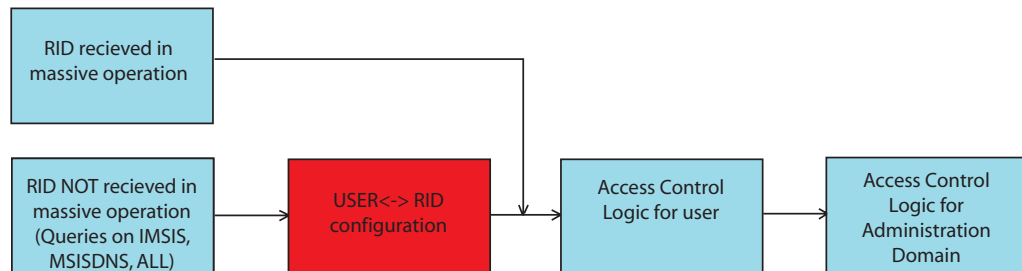 RID recieved in
massive operation
RID NOT recieved in
massive operation
(Queries on IMSIS,
MSISDNS, ALL)
USER<-> RID
configuration
Access Control
Logic for user
Access Control
Logic for
Administration
Domain